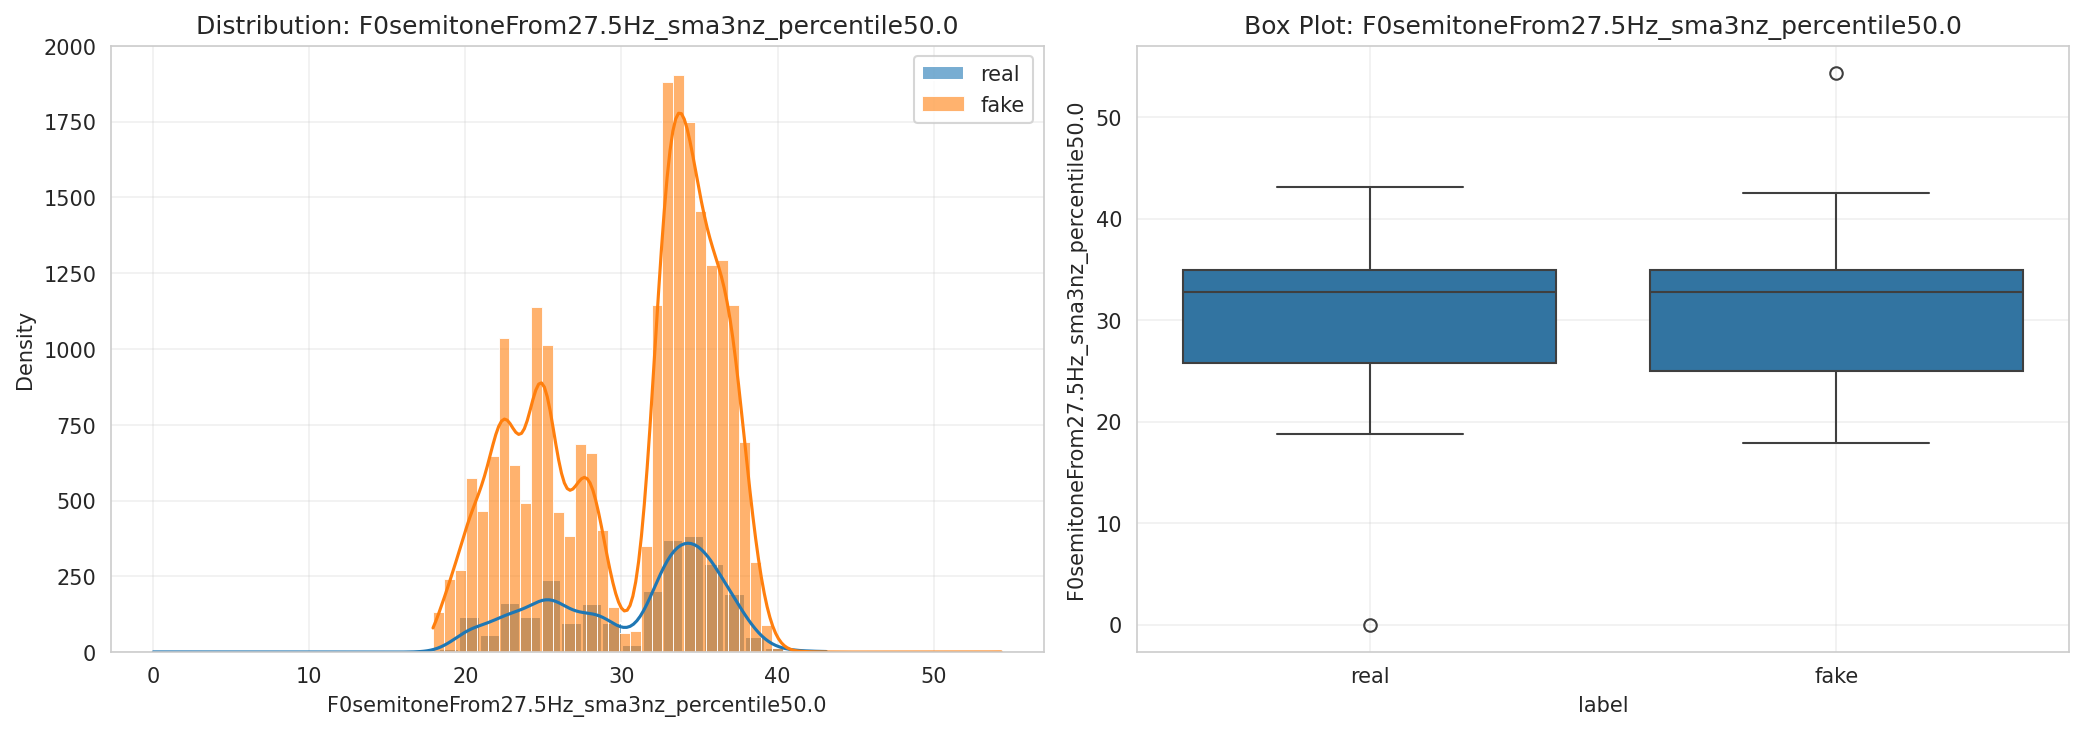 Distribution: F0semitoneFrom27.5Hz_sma3nz_percentile50.0
real
fake
2000
1750
1500
1250
1000
750
500
250
0
Density
0 10 20 30 40 50
F0semitoneFrom27.5Hz_sma3nz_percentile50.0
Box Plot: F0semitoneFrom27.5Hz_sma3nz_percentile50.0
F0semitoneFrom27.5Hz_sma3nz_percentile50.0
50
40
30
20
10
0
real fake
label